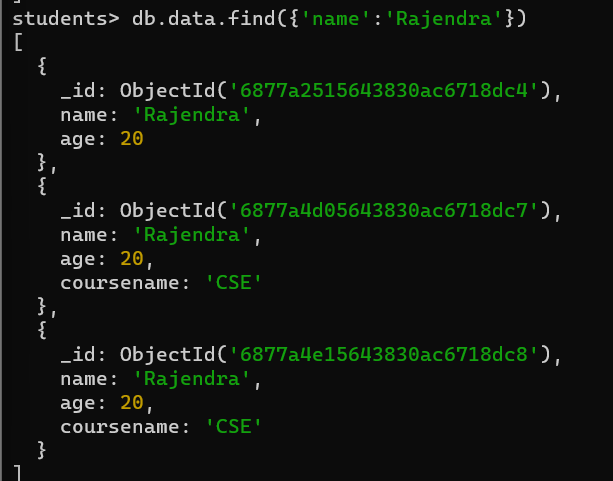 students> db.data.find({'name':'Rajendra'})
[
  {
    _id: ObjectId('6877a2515643830ac6718dc4'),
    name: 'Rajendra',
    age: 20
  },
  {
    _id: ObjectId('6877a4d05643830ac6718dc7'),
    name: 'Rajendra',
    age: 20,
    coursename: 'CSE'
  },
  {
    _id: ObjectId('6877a4e15643830ac6718dc8'),
    name: 'Rajendra',
    age: 20,
    coursename: 'CSE'
  }
]